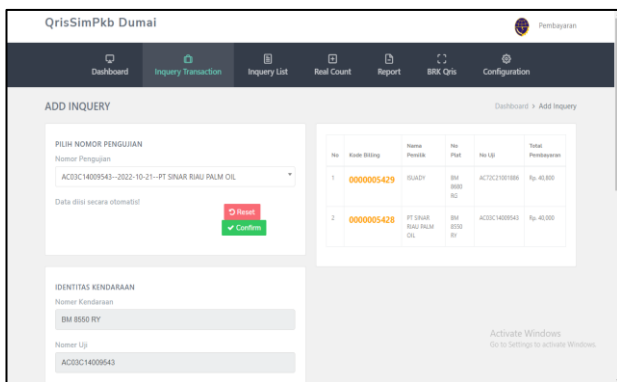 QrisSimPkb Dumai
Pembayaran
Dashboard Inquery Transaction Inquery List Real Count Report BRK Qris Configuration
ADD INQUERY
Dashboard > Add Inquery
PILIH NOMOR PENGUJIAN
Nomor Pengujian
AC03C14009543--2022-10-21--PT SINAR RIAU PALM OIL
Data diisi secara otomatis!
Reset
Confirm
No Kode Billing Nama Pemilik No Plat No Uji Total Pembayaran
1 0000005429 ISUADY BM 8680 AC72C21001886 Rp. 40,800
2 0000005428 PT SINAR RIAU PALM OIL BM 8550 RY AC03C14009543 Rp. 40,000
IDENTITAS KENDARAAN
Nomer Kendaraan
BM 8550 RY
Nomer Uji
AC03C14009543
Activate Windows
Go to Settings to activate Windows.